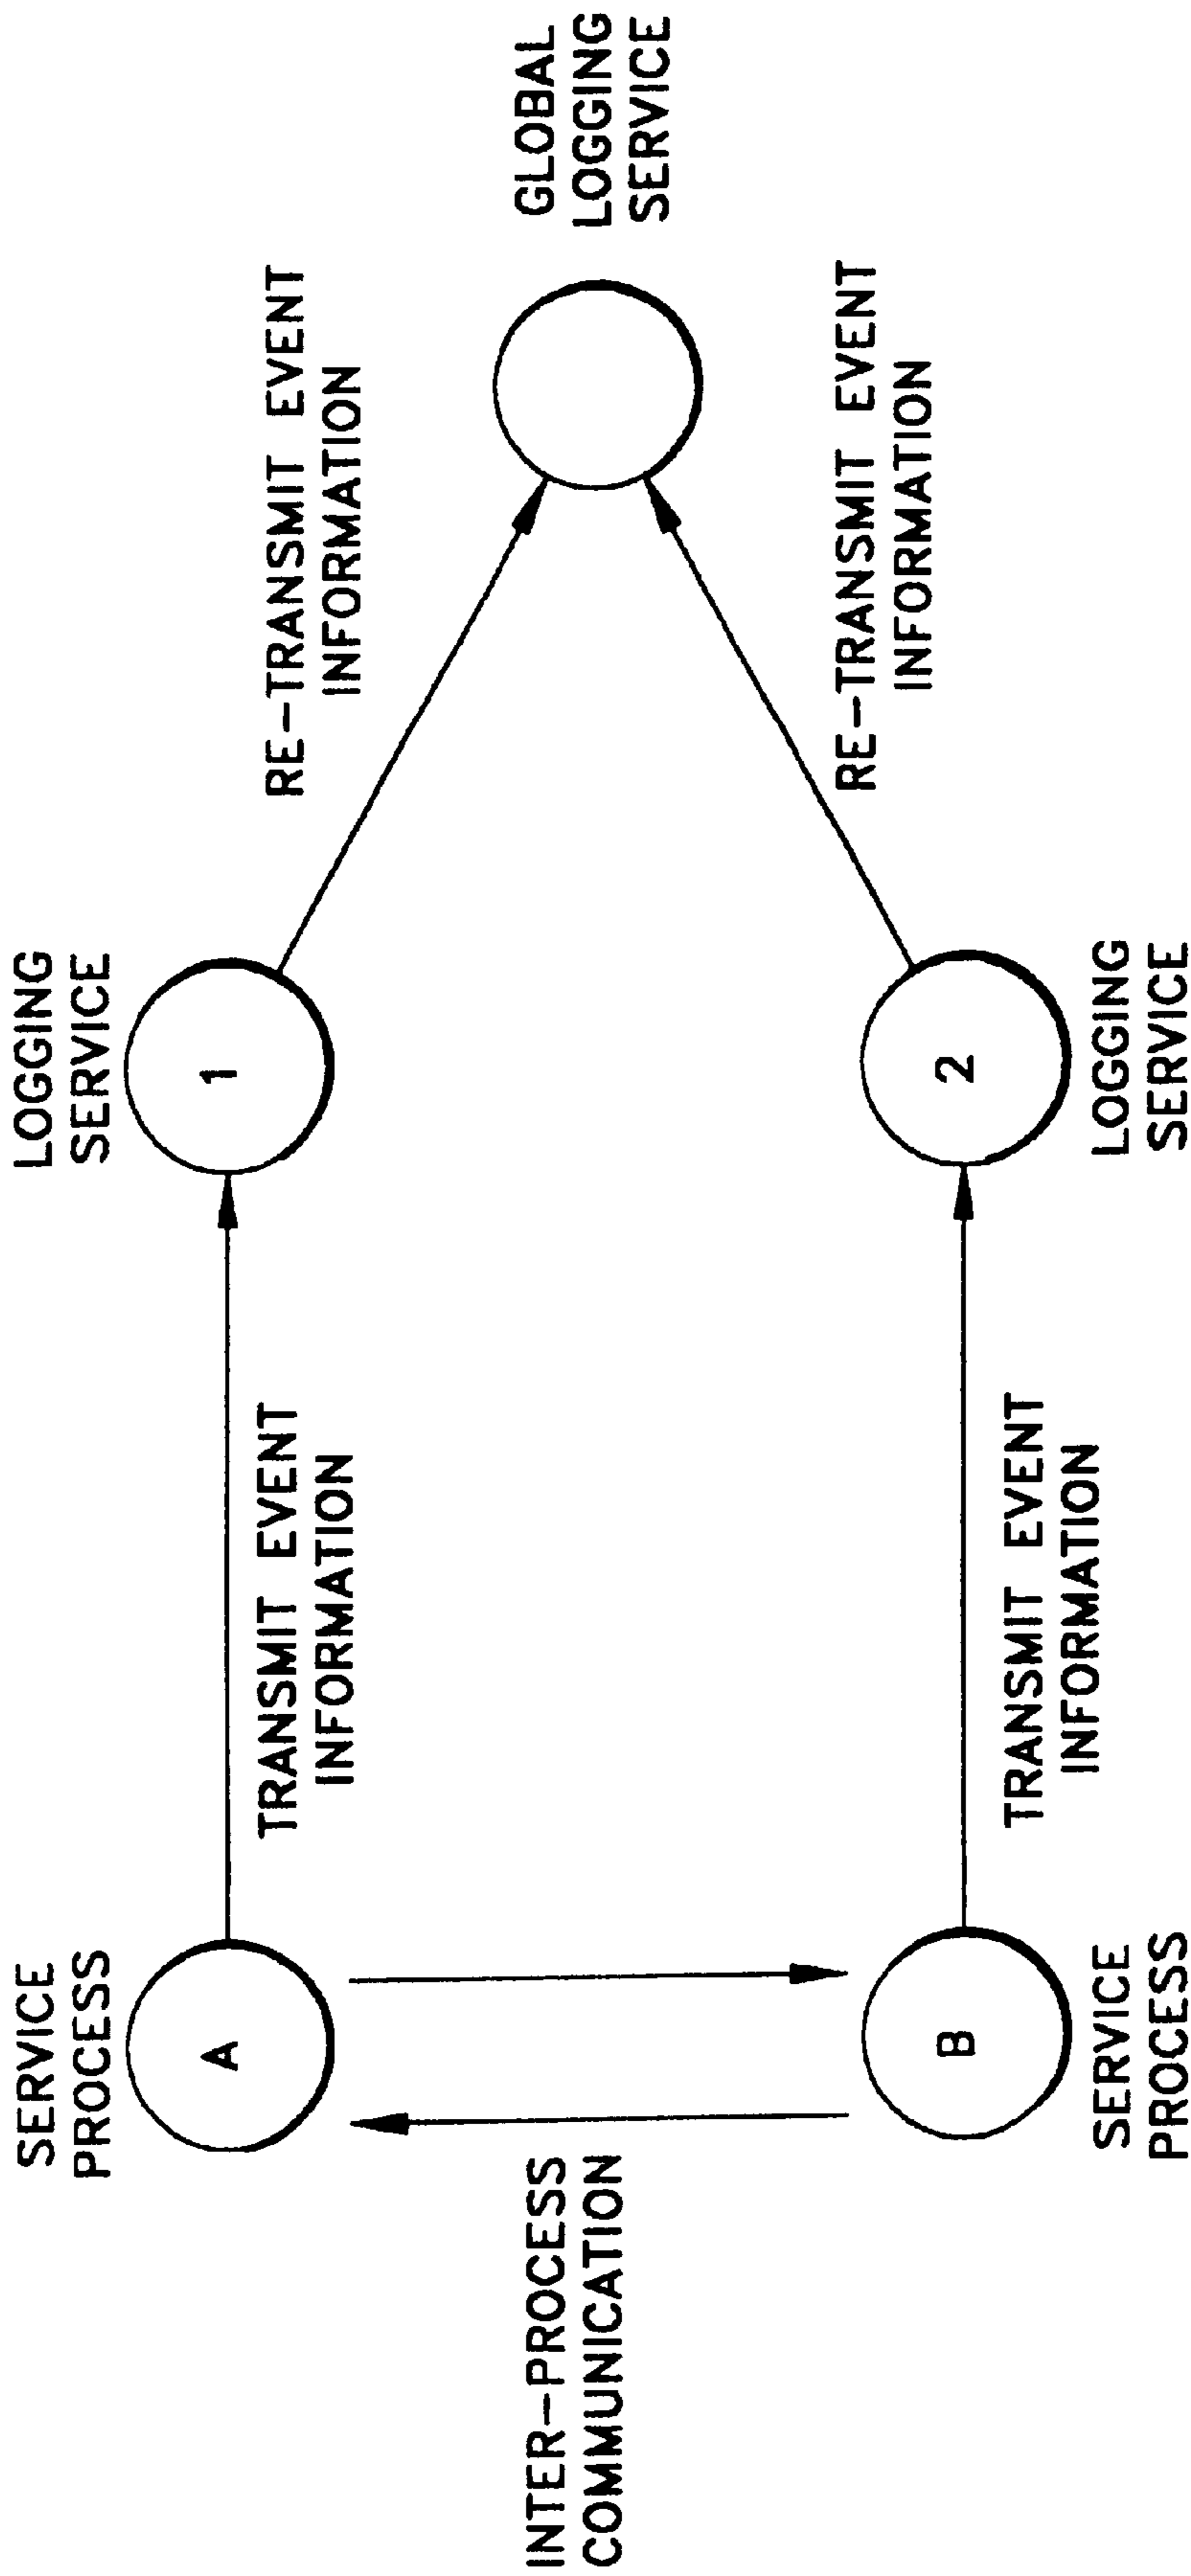 SERVICE
PROCESS
A
INTER-PROCESS
COMMUNICATION
B
SERVICE
PROCESS
TRANSMIT EVENT
INFORMATION
TRANSMIT EVENT
INFORMATION
LOGGING
SERVICE
1
2
LOGGING
SERVICE
RE-TRANSMIT EVENT
INFORMATION
RE-TRANSMIT EVENT
INFORMATION
GLOBAL
LOGGING
SERVICE